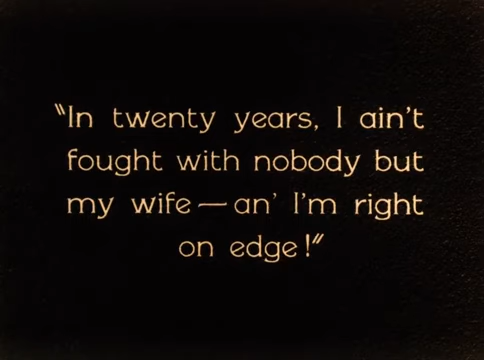 "In twenty years, I ain't
fought with nobody but
my wife — an' I'm right
on edge!"